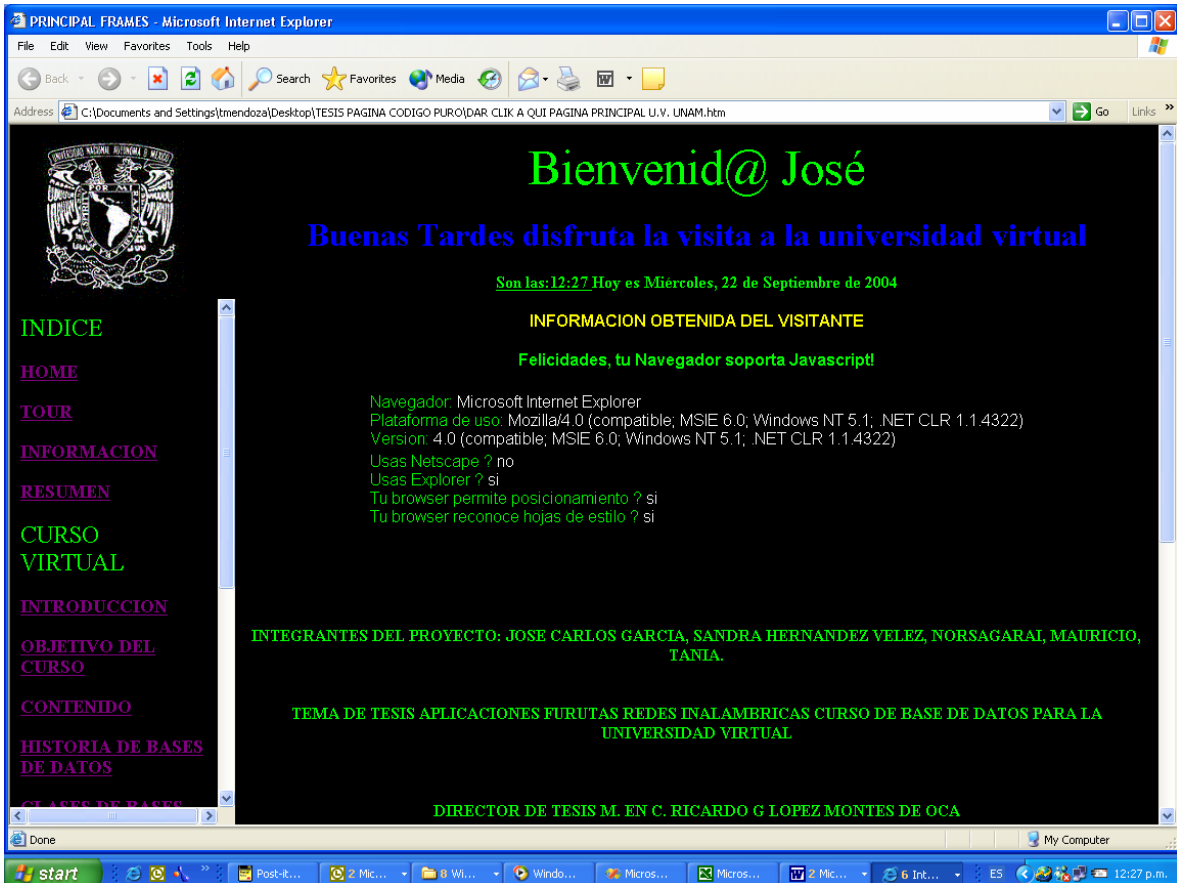 PRINCIPAL FRAMES - Microsoft Internet Explorer
File Edit View Favorites Tools Help
Back Search Favorites Media
Address C:\Documents and Settings\tmendoza\Desktop\TESIS PAGINA CODIGO PURO\DAR CLIK A QUI PAGINA PRINCIPAL U.V. UNAM.htm Go Links »
POR MI
INDICE
HOME
TOUR
INFORMACION
RESUMEN
CURSO
VIRTUAL
INTRODUCCION
OBJETIVO DEL
CURSO
CONTENIDO
HISTORIA DE BASES
DE DATOS
CLASES DE BASES
Bienvenid@ José
Buenas Tardes disfruta la visita a la universidad virtual
Son las:12:27 Hoy es Miércoles, 22 de Septiembre de 2004
INFORMACION OBTENIDA DEL VISITANTE
Felicidades, tu Navegador soporta Javascript!
Navegador: Microsoft Internet Explorer
Plataforma de uso: Mozilla/4.0 (compatible; MSIE 6.0; Windows NT 5.1; .NET CLR 1.1.4322)
Version: 4.0 (compatible; MSIE 6.0; Windows NT 5.1; .NET CLR 1.1.4322)
Usas Netscape ? no
Usas Explorer ? si
Tu browser permite posicionamiento ? si
Tu browser reconoce hojas de estilo ? si
INTEGRANTES DEL PROYECTO: JOSE CARLOS GARCIA, SANDRA HERNANDEZ VELEZ, NORSAGARAI, MAURICIO,
TANIA.
TEMA DE TESIS APLICACIONES FURUTAS REDES INALAMBRICAS CURSO DE BASE DE DATOS PARA LA
UNIVERSIDAD VIRTUAL
DIRECTOR DE TESIS M. EN C. RICARDO G LOPEZ MONTES DE OCA
Done My Computer
start » Post-it... 2 Mic... 8 Wi... Windo... Micros... Micros... 2 Mic... 6 Int... ES 12:27 p.m.